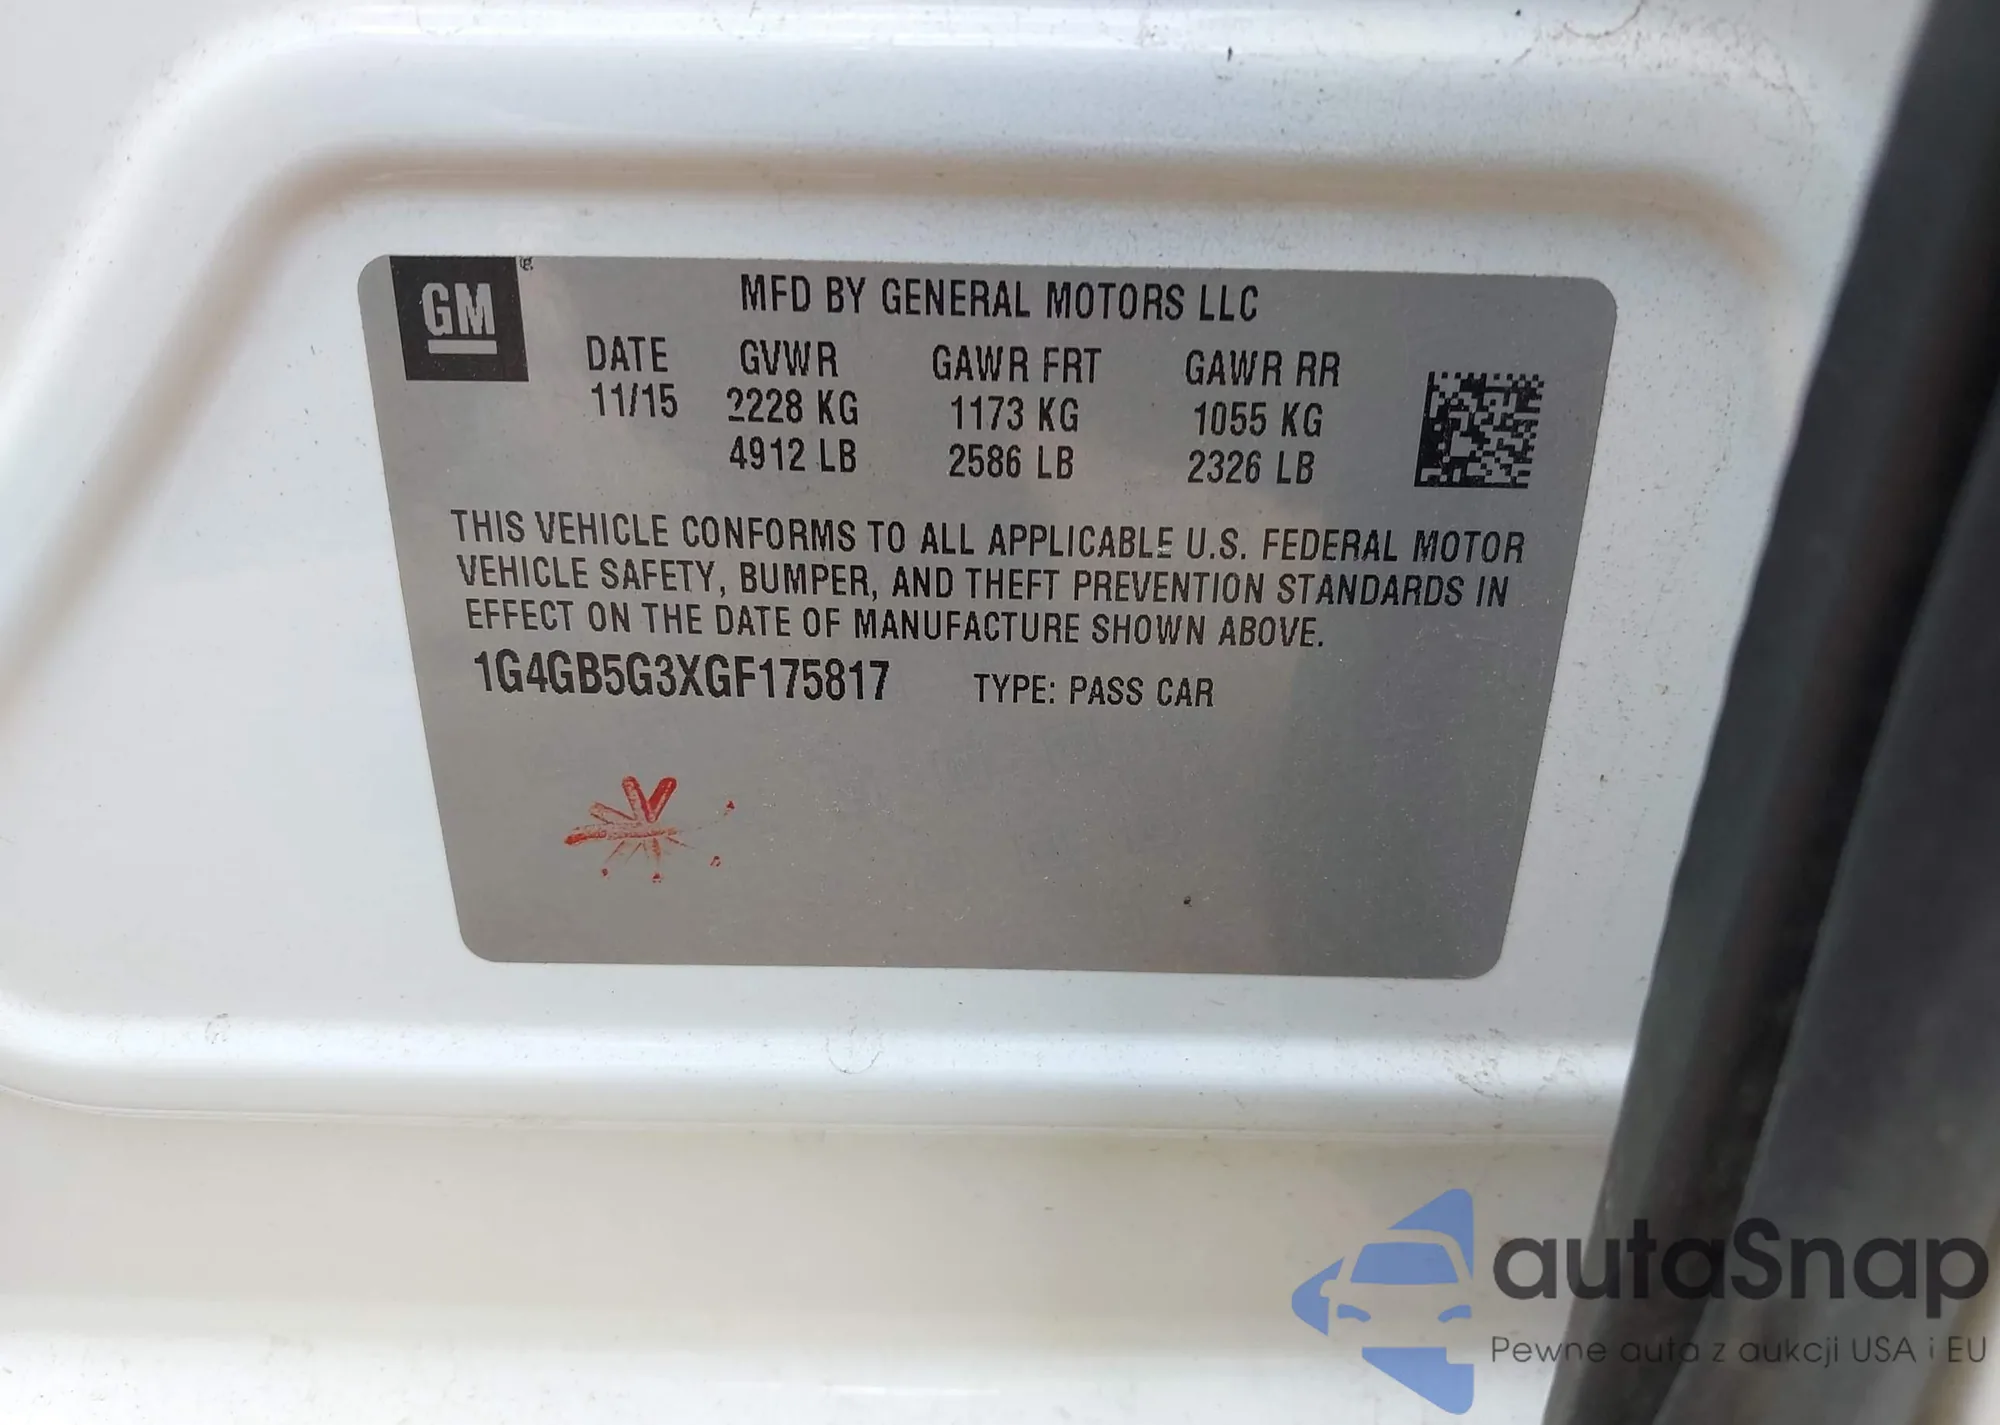 GM
MFD BY GENERAL MOTORS LLC
DATE GVWR GAWR FRT GAWR RR
11/15 2228 KG 1173 KG 1055 KG
4912 LB 2586 LB 2326 LB
THIS VEHICLE CONFORMS TO ALL APPLICABLE U.S. FEDERAL MOTOR
VEHICLE SAFETY, BUMPER, AND THEFT PREVENTION STANDARDS IN
EFFECT ON THE DATE OF MANUFACTURE SHOWN ABOVE.
1G4GB5G3XGF175817 TYPE: PASS CAR
autaSnap
Pewne auta z aukcji USA i EU